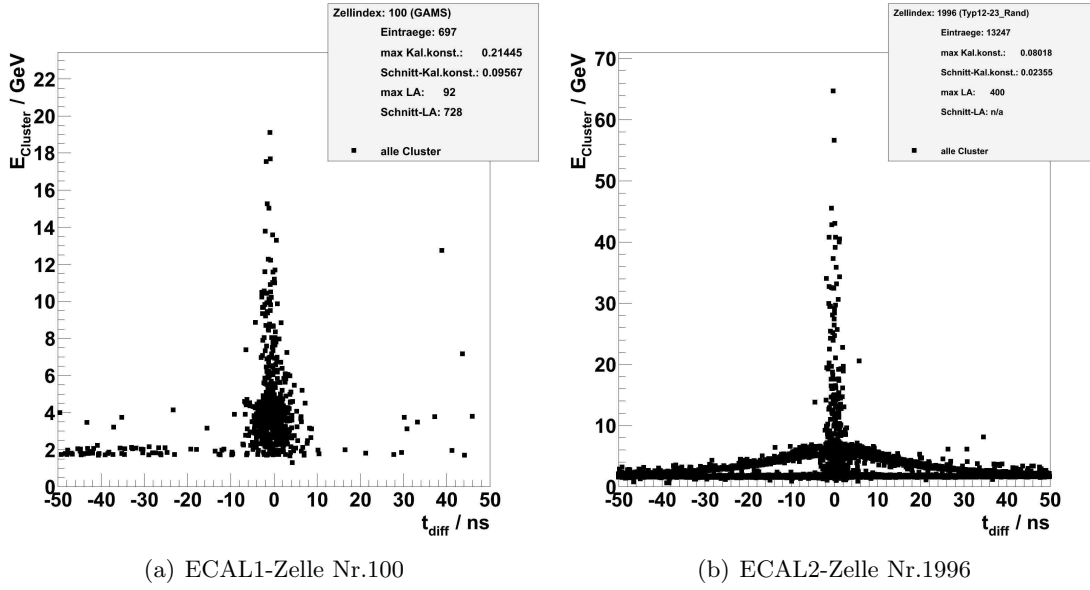 Zellindex: 100 (GAMS)
Eintraege: 697
max Kal.konst.: 0.21445
Schnitt-Kal.konst.: 0.09567
max LA: 92
Schnitt-LA: 728
alle Cluster
E_Cluster / GeV
22
20
18
16
14
12
10
8
6
4
2
0
-50 -40 -30 -20 -10 0 10 20 30 40 50
t_diff / ns
(a) ECAL1-Zelle Nr.100
Zellindex: 1996 (Typ12-23_Rand)
Eintraege: 13247
max Kal.konst.: 0.08018
Schnitt-Kal.konst.: 0.02355
max LA: 400
Schnitt-LA: n/a
alle Cluster
E_Cluster / GeV
70
60
50
40
30
20
10
0
-50 -40 -30 -20 -10 0 10 20 30 40 50
t_diff / ns
(b) ECAL2-Zelle Nr.1996